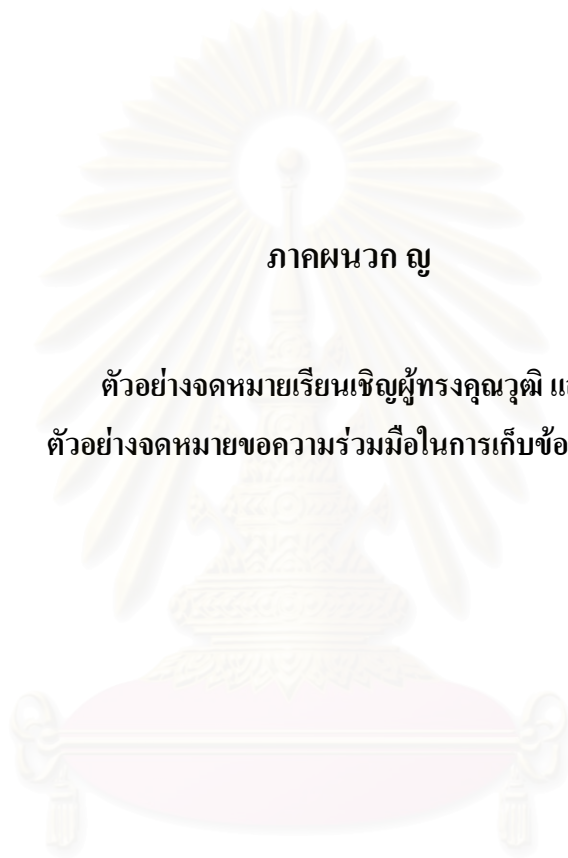 ภาคผนวก ญ
ตัวอย่างจดหมายเรียนเชิญผู้ทรงคุณวุฒิ
ตัวอย่างจดหมายขอความร่วมมือในการเก็บข้อ